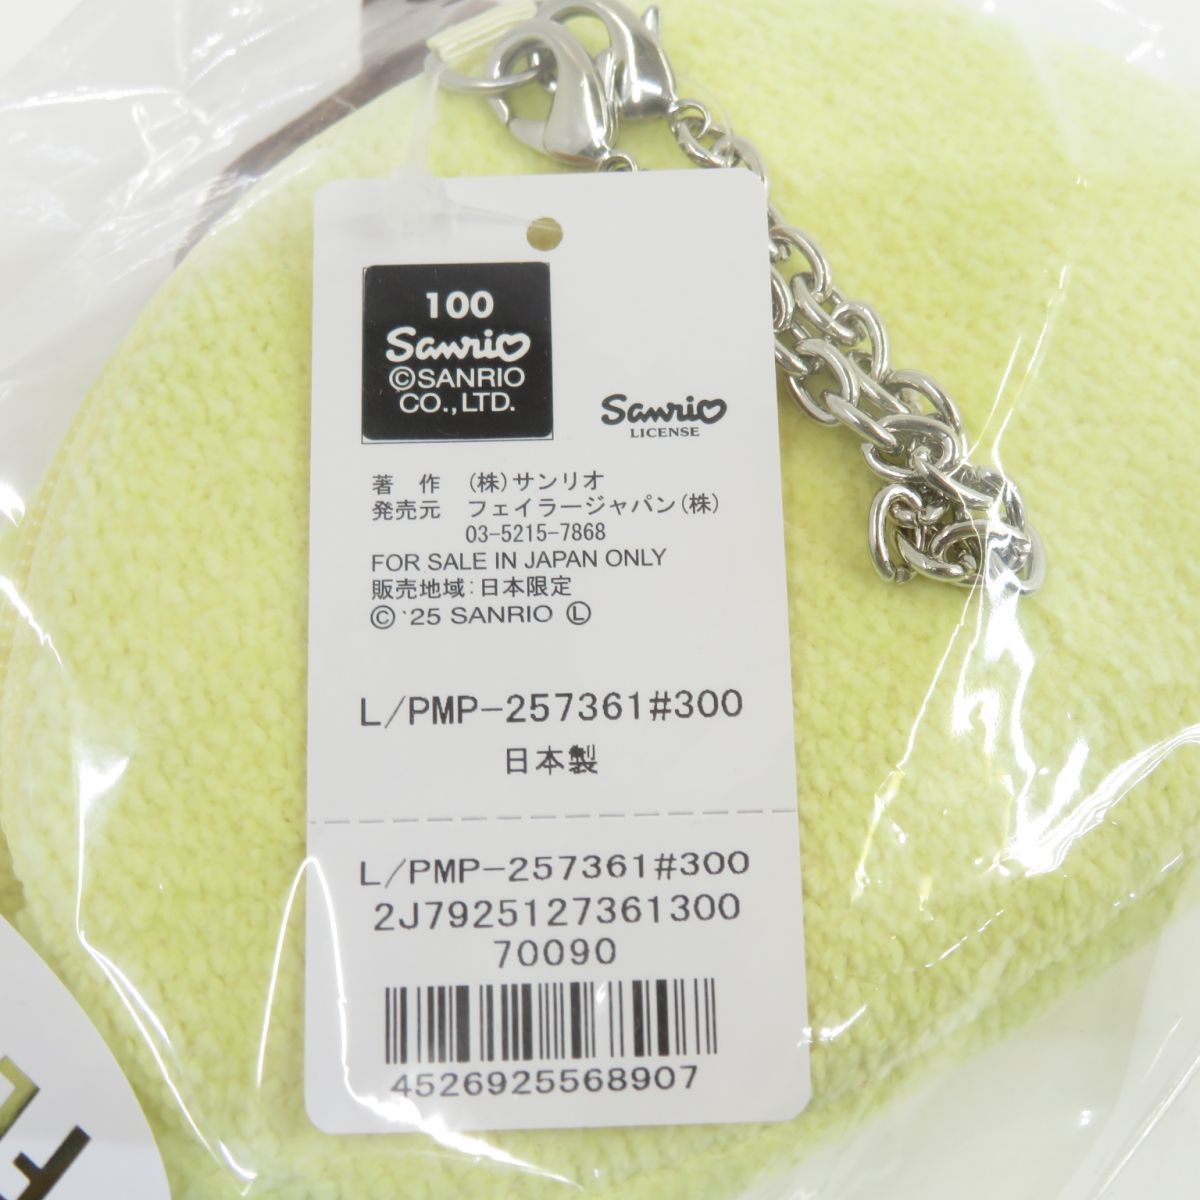 100
Sanrio
©SANRIO
CO.,LTD.
Sanrio
LICENSE
著 作 (株)サンリオ
発売元 フェイラージャパン(株)
03-5215-7868
FOR SALE IN JAPAN ONLY
販売地域:日本限定
© '25 SANRIO Ⓛ
L/PMP-257361#300
日本製
L/PMP-257361#300
2J7925127361300
70090
4526925568907